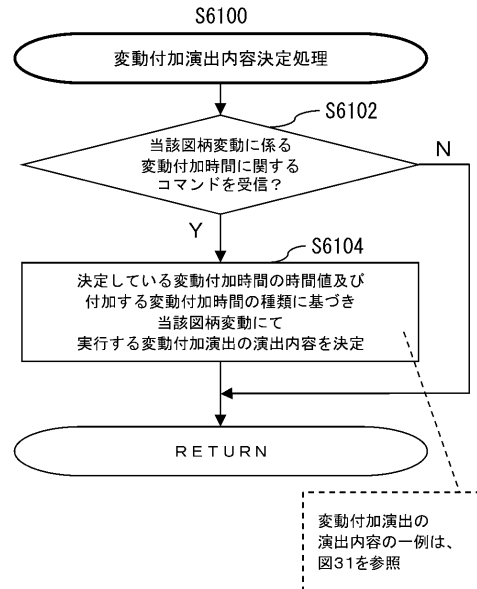 S6100
変動付加演出内容決定処理
S6102
当該図柄変動に係る
変動付加時間に関する
コマンドを受信?
N
Y
S6104
決定している変動付加時間の時間値及び
付加する変動付加時間の種類に基づき
当該図柄変動にて
実行する変動付加演出の演出内容を決定
RETURN
変動付加演出の
演出内容の一例は、
図31を参照